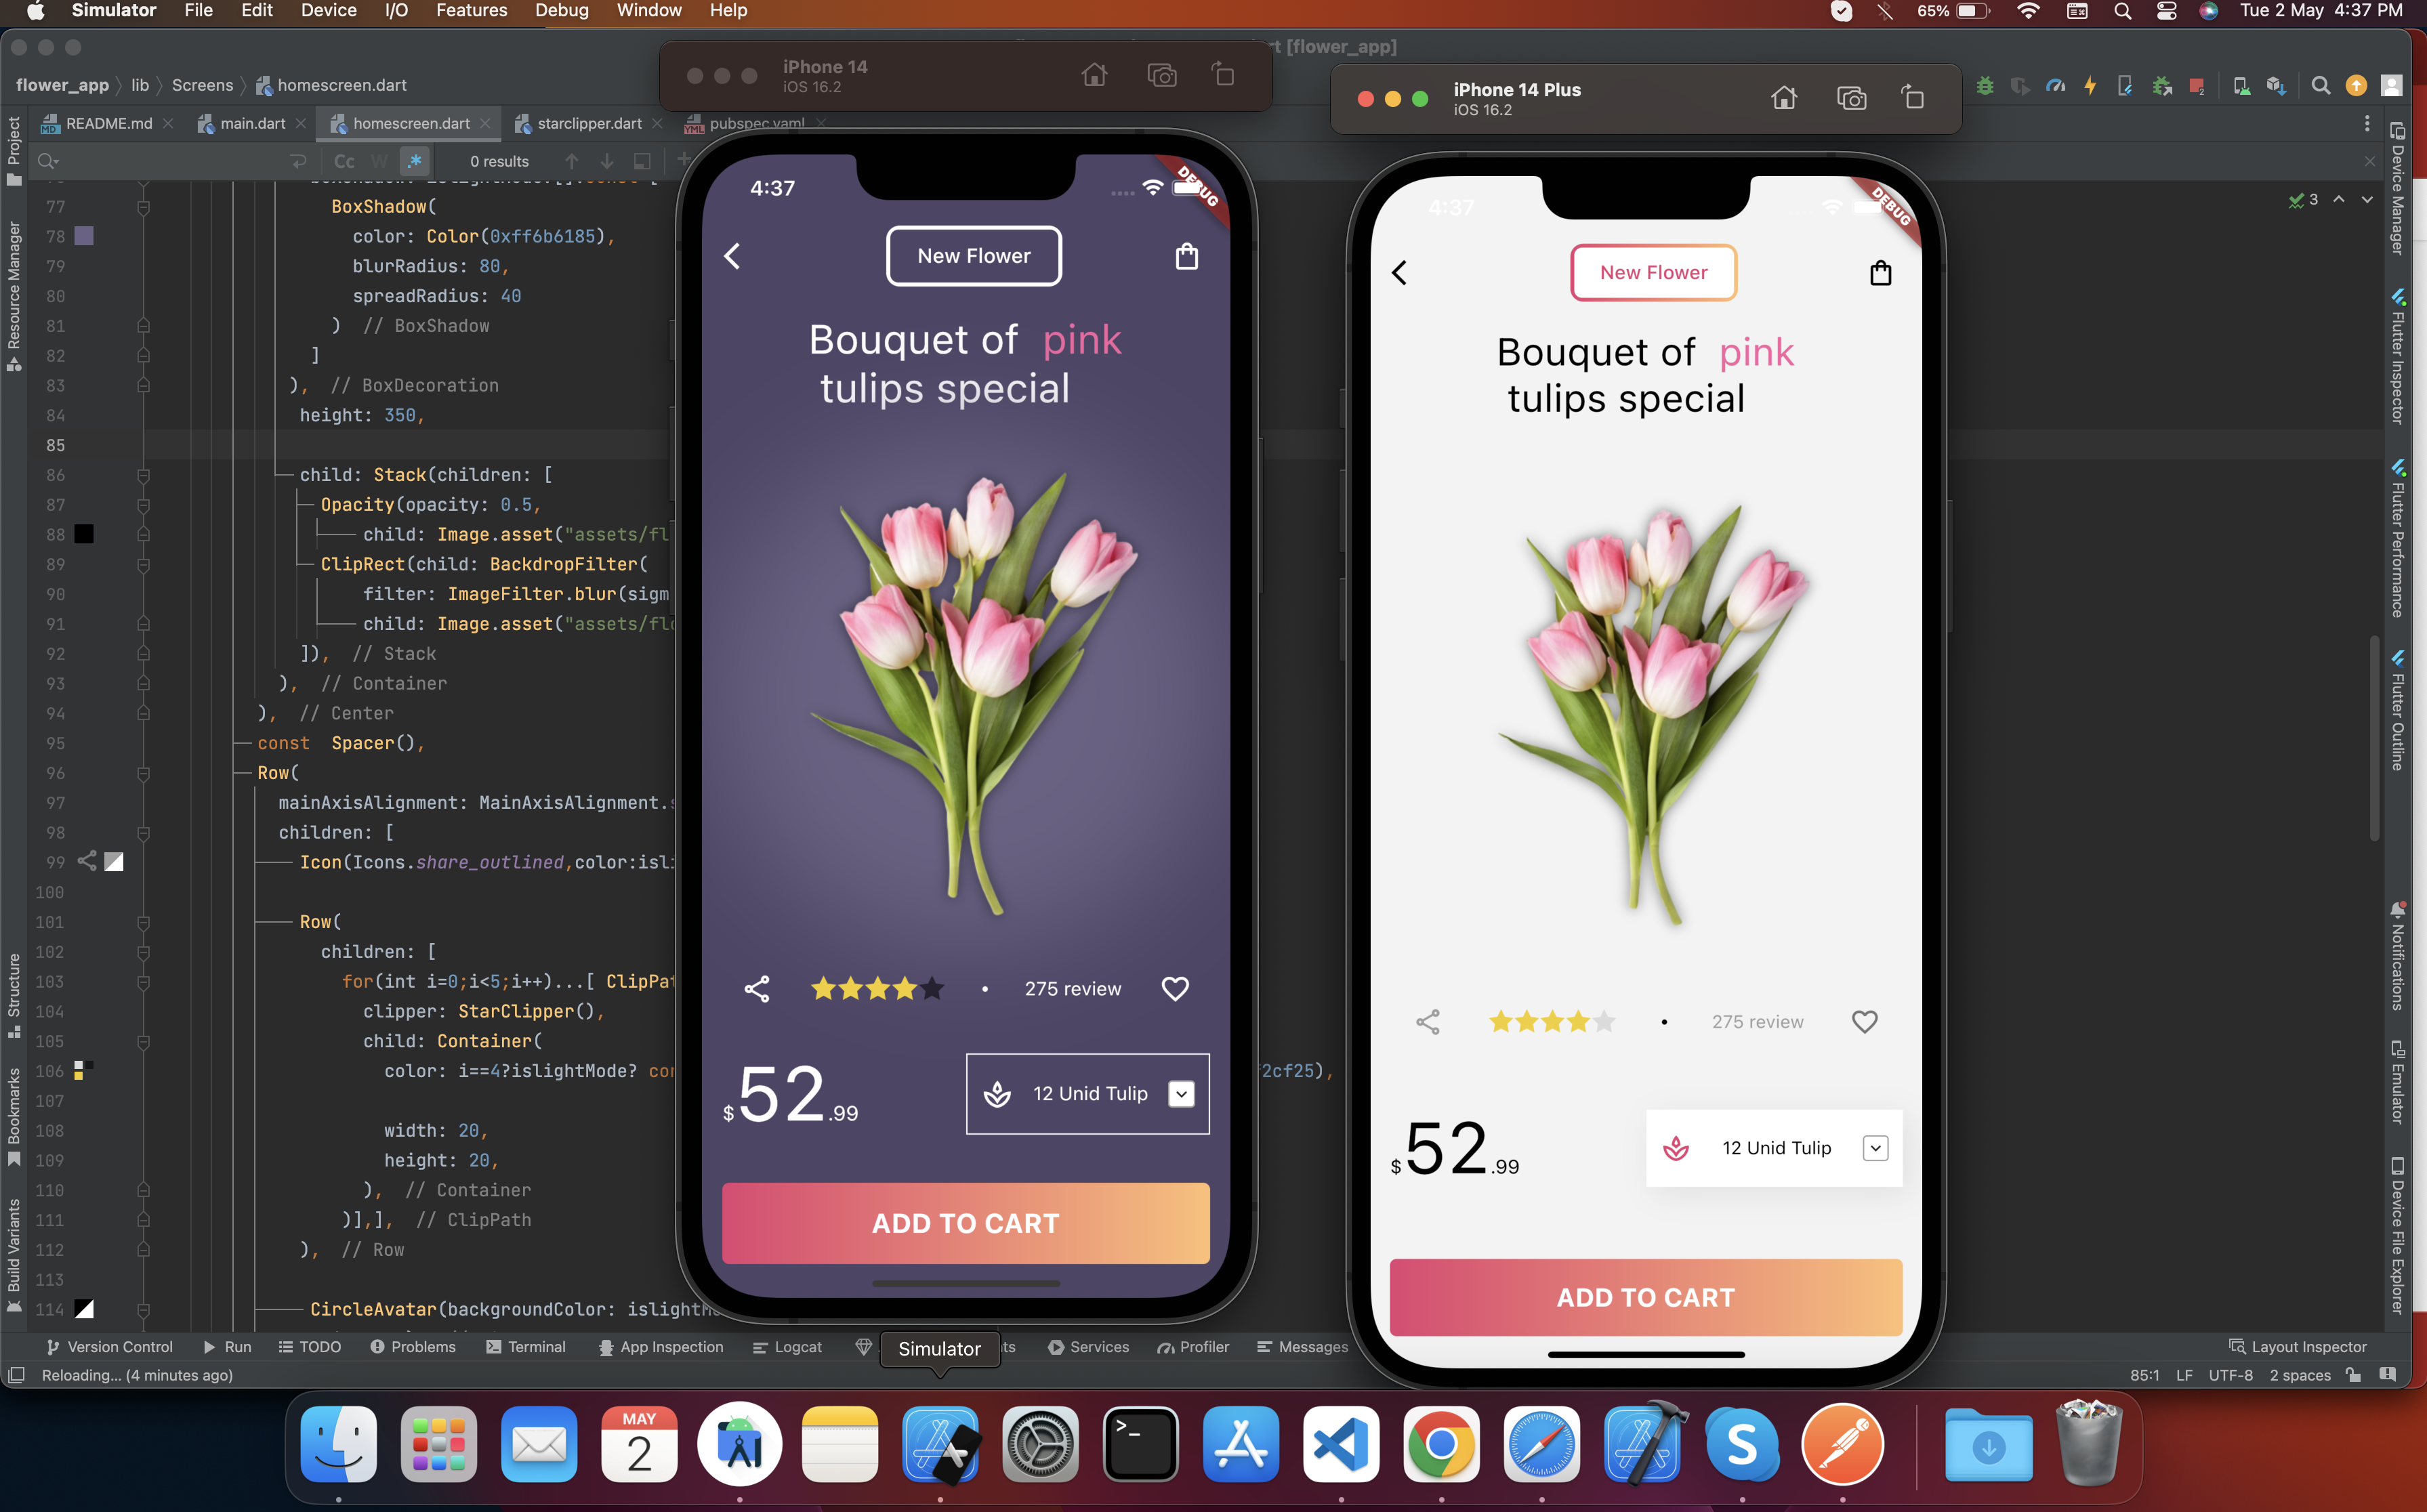 Simulator File Edit Device I/O Features Debug Window Help
65% Tue 2 May 4:37 PM
rt [flower_app]
flower_app lib Screens homescreen.dart
README.md main.dart homescreen.dart starclipper.dart pubspec.yaml
Cc W .* 0 results
3
77 BoxShadow(
78 color: Color(0xff6b6185),
79 blurRadius: 80,
80 spreadRadius: 40
81 ) // BoxShadow
82 ]
83 ), // BoxDecoration
84 height: 350,
85
86 child: Stack(children: [
87 Opacity(opacity: 0.5,
88 child: Image.asset("assets/fl
89 ClipRect(child: BackdropFilter(
90 filter: ImageFilter.blur(sigm
91 child: Image.asset("assets/flo
92 ]), // Stack
93 ), // Container
94 ), // Center
95 const Spacer(),
96 Row(
97 mainAxisAlignment: MainAxisAlignment.s
98 children: [
99 Icon(Icons.share_outlined,color:isli
100
101 Row(
102 children: [
103 for(int i=0;i<5;i++)...[ ClipPat
104 clipper: StarClipper(),
105 child: Container(
106 color: i==4?islightMode? con 2cf25),
107
108 width: 20,
109 height: 20,
110 ), // Container
111 )],], // ClipPath
112 ), // Row
113
114 CircleAvatar(backgroundColor: islightM
Project
Resource Manager
Structure
Bookmarks
Build Variants
iPhone 14
iOS 16.2
4:37
DEBUG
New Flower
Bouquet of pink
tulips special
275 review
$52.99
12 Unid Tulip
ADD TO CART
iPhone 14 Plus
iOS 16.2
4:37
DEBUG
New Flower
Bouquet of pink
tulips special
275 review
$52.99
12 Unid Tulip
ADD TO CART
Device Manager
Flutter Inspector
Flutter Performance
Flutter Outline
Notifications
Emulator
Device File Explorer
Version Control Run TODO Problems Terminal App Inspection Logcat ts Services Profiler Messages Layout Inspector
Simulator
Reloading... (4 minutes ago) 85:1 LF UTF-8 2 spaces
MAY
2